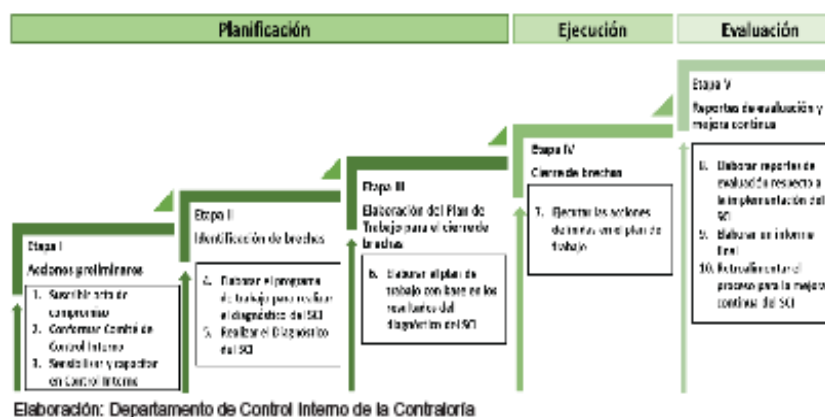 Planificación
Ejecución
Evaluación
Etapa I
Acciones preliminares
1. Suscribir acta de
compromiso
2. Conformar Comité de
Control Interno
3. Sensibilizar y capacitar
en Control Interno
Etapa II
Identificación de brechas
4. Elaborar el programa
de trabajo para realizar
el diagnóstico del SCI
5. Realizar el Diagnóstico
del SCI
Etapa III
Elaboración del Plan de
Trabajo para el cierre de
brechas
6. Elaborar el plan de
trabajo con base en los
resultados del
diagnóstico del SCI
Etapa IV
Cierre de brechas
7. Ejecutar las acciones
definidas en el plan de
trabajo
Etapa V
Reportes de evaluación y
mejora continua
8. Elaborar reportes de
evaluación respecto a
la implementación del
SCI
9. Elaborar un informe
final
10. Retroalimentar el
proceso para la mejora
continua del SCI
Elaboración: Departamento de Control Interno de la Contraloría